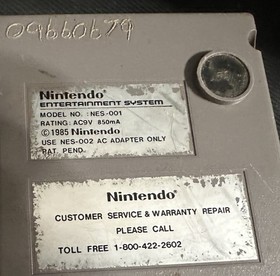 09660679
Nintendo®
ENTERTAINMENT SYSTEM™
MODEL NO.: NES-001
RATING: AC9V 850mA
©1985 Nintendo
USE NES-002 AC ADAPTER ONLY
PAT. PEND.
Nintendo®
CUSTOMER SERVICE & WARRANTY REPAIR
PLEASE CALL
TOLL FREE 1-800-422-2602